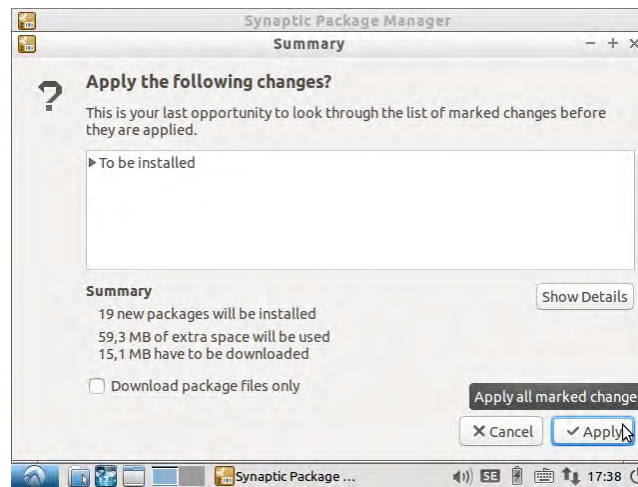 Synaptic Package Manager
Summary
Apply the following changes?
This is your last opportunity to look through the list of marked changes before
they are applied.
To be installed
Summary
Show Details
19 new packages will be installed
59,3 MB of extra space will be used
15,1 MB have to be downloaded
Download package files only
Apply all marked change
Cancel
Apply
Synaptic Package ...
SE
17:38